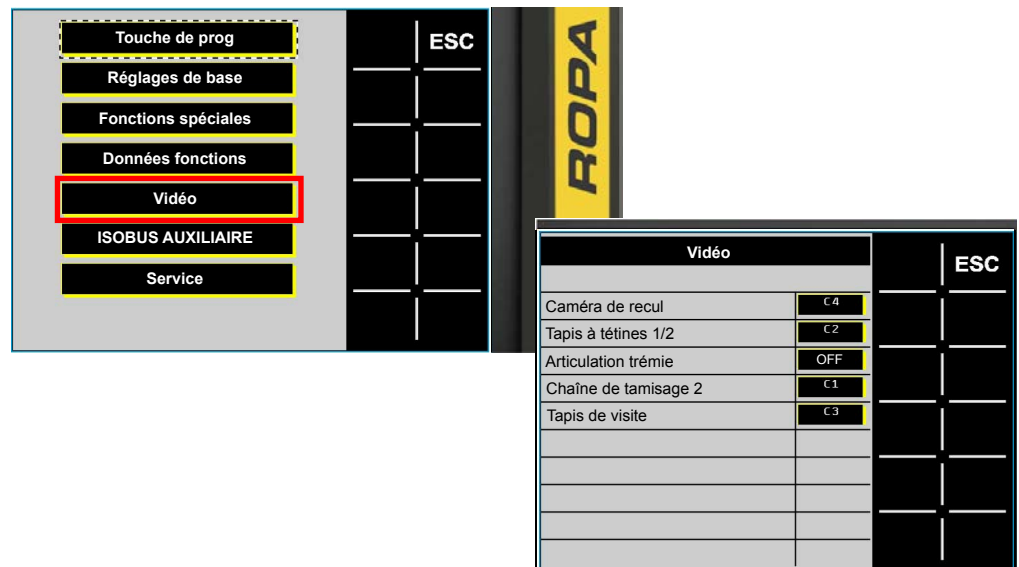 Touche de prog
ESC
Réglages de base
Fonctions spéciales
Données fonctions
Vidéo
ISOBUS AUXILIAIRE
Service
ROPA
Vidéo
ESC
Caméra de recul C4
Tapis à tétines 1/2 C2
Articulation trémie OFF
Chaîne de tamisage 2 C1
Tapis de visite C3